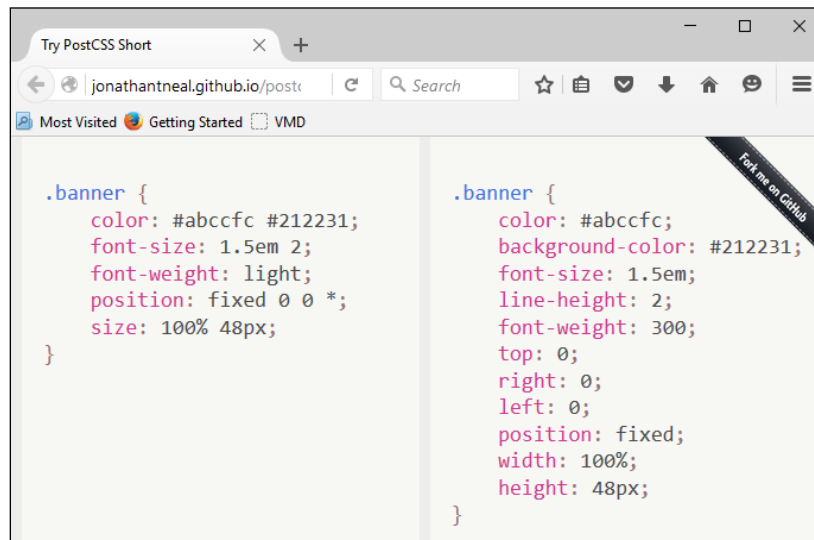 Try PostCSS Short
jonathantneal.github.io/postc
Search
Most Visited Getting Started VMD
Fork me on GitHub
.banner {
color: #abccfc #212231;
font-size: 1.5em 2;
font-weight: light;
position: fixed 0 0 *;
size: 100% 48px;
}
.banner {
color: #abccfc;
background-color: #212231;
font-size: 1.5em;
line-height: 2;
font-weight: 300;
top: 0;
right: 0;
left: 0;
position: fixed;
width: 100%;
height: 48px;
}